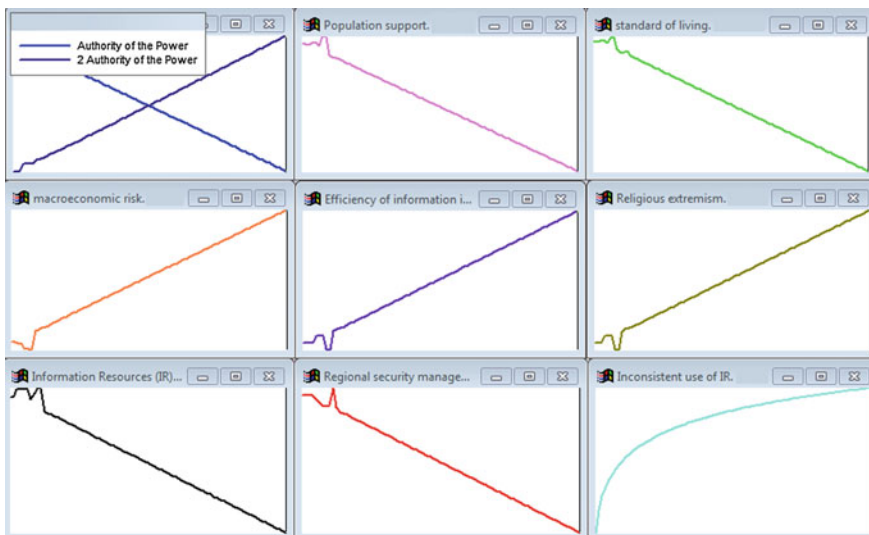 Authority of the Power
2 Authority of the Power
Population support.
standard of living.
macroeconomic risk.
Efficiency of information i...
Religious extremism.
Information Resources (IR)...
Regional security manage...
Inconsistent use of IR.